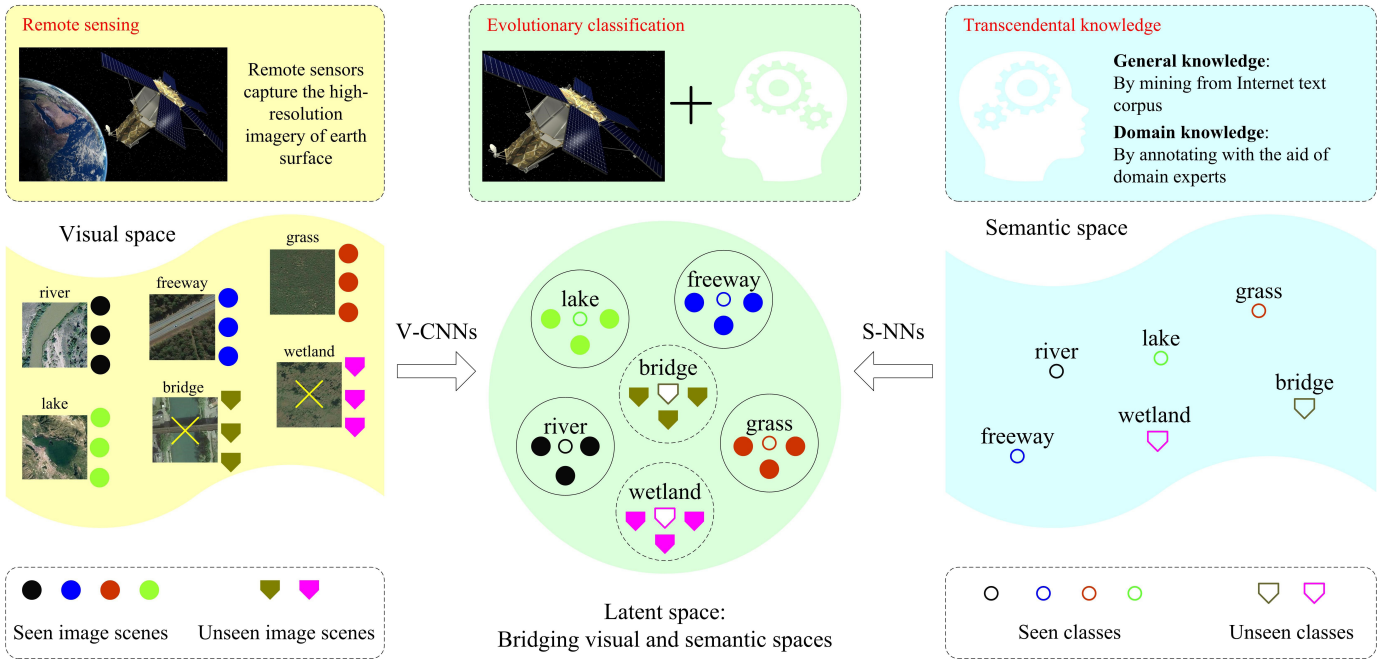 Remote sensing
Remote sensors
capture the high-
resolution
imagery of earth
surface
Evolutionary classification
Transcendental knowledge
General knowledge:
By mining from Internet text
corpus
Domain knowledge:
By annotating with the aid of
domain experts
Visual space
grass
river
freeway
wetland
bridge
lake
V-CNNs
lake
freeway
bridge
river
grass
wetland
S-NNs
Semantic space
grass
lake
river
bridge
wetland
freeway
Seen image scenes
Unseen image scenes
Latent space:
Bridging visual and semantic spaces
Seen classes
Unseen classes